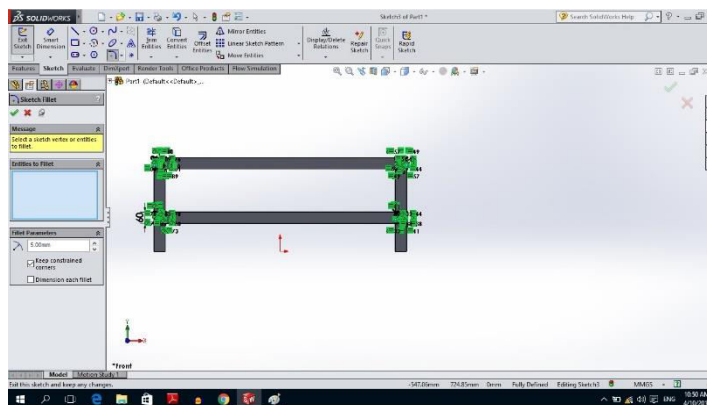 SOLIDWORKS
Sketch1 of Part1 *
Search SolidWorks Help
Exit Sketch
Smart Dimension
Trim Entities
Convert Entities
Offset Entities
Mirror Entities
Linear Sketch Pattern
Move Entities
Display/Delete Relations
Repair Sketch
Quick Snaps
Rapid Sketch
Features Sketch Evaluate DimXpert Render Tools Office Products Flow Simulation
Part1 (Default<<Default>_...
Sketch Fillet
Message
Select a sketch vertex or entities to fillet.
Entities to Fillet
Fillet Parameters
5.00mm
Keep constrained corners
Dimension each fillet
60
*Front
Model Motion Study 1
Exit this sketch and keep any changes.
-547.06mm 724.85mm 0mm Fully Defined Editing Sketch1 MMGS
ENG
10:50 AM